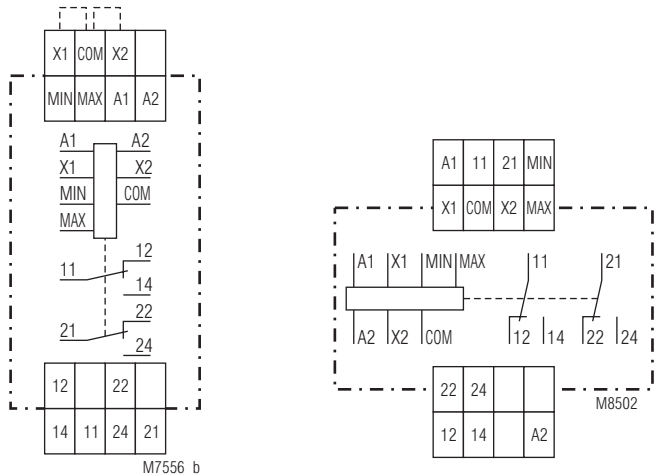 X1 COM X2
MIN MAX A1 A2
A1 A2
X1 X2
MIN COM
MAX
12
11
14
22
21
24
12 22
14 11 24 21
M7556 b
A1 11 21 MIN
X1 COM X2 MAX
A1 X1 MIN MAX 11 21
A2 X2 COM 12 14 22 24
M8502
22 24
12 14 A2